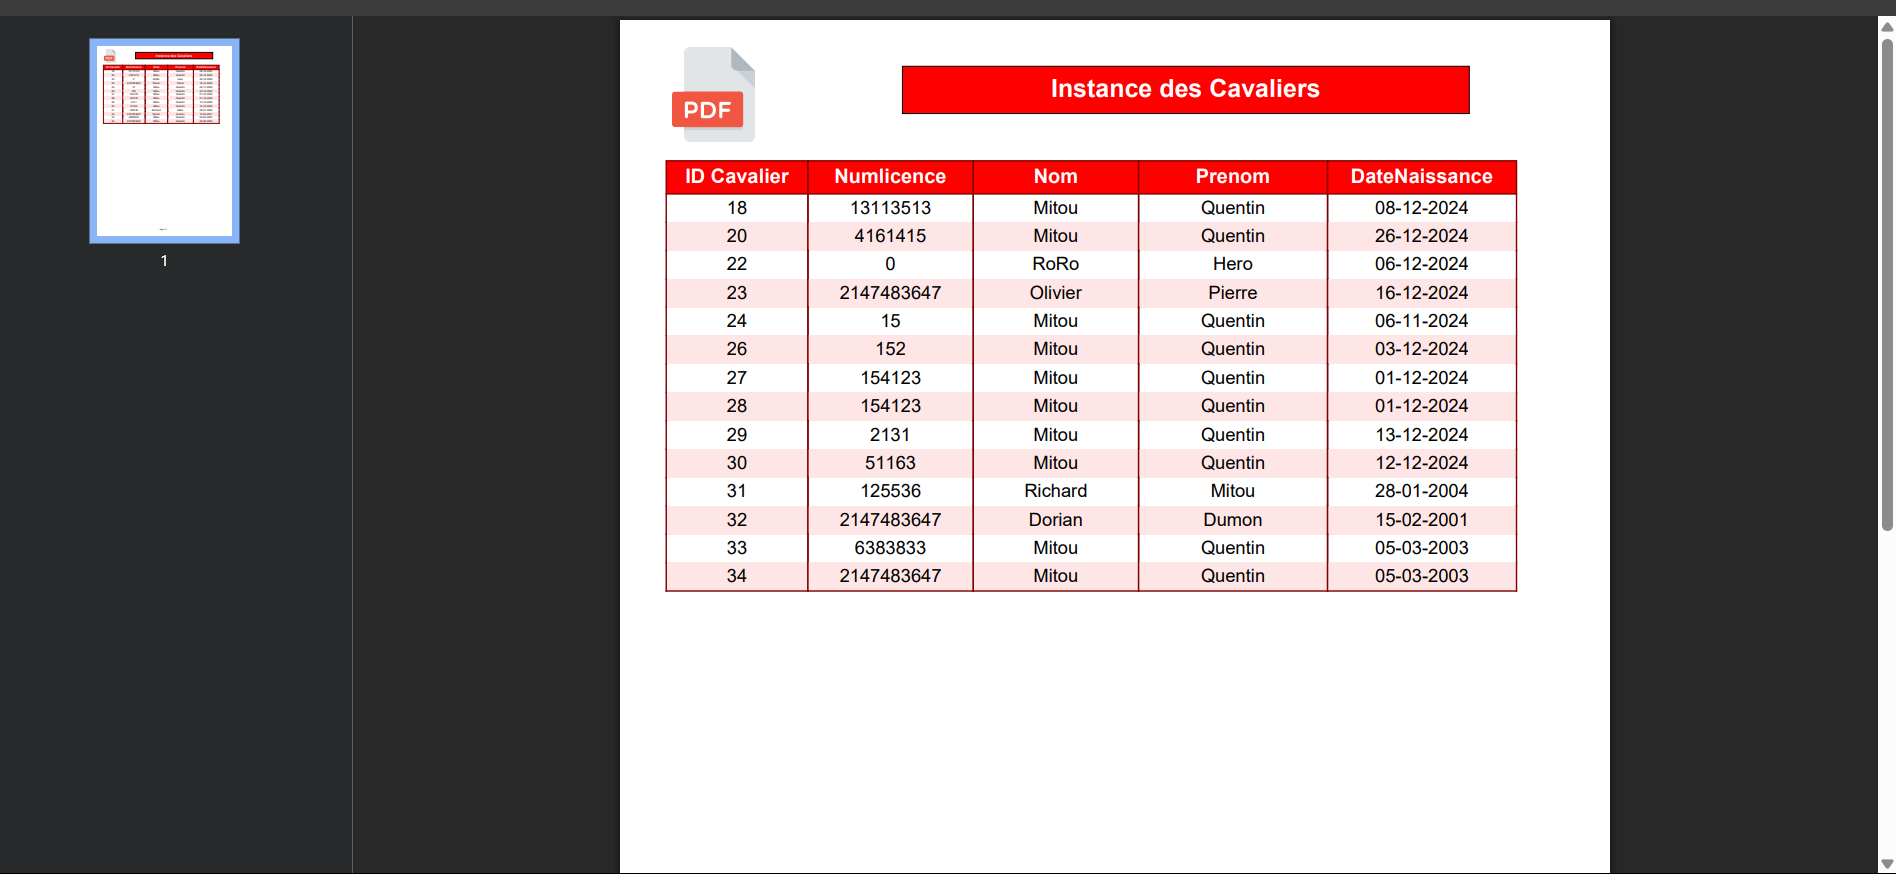 PDF
Instance des Cavaliers
ID Cavalier Numlicence Nom Prenom DateNaissance
18 13113513 Mitou Quentin 08-12-2024
20 4161415 Mitou Quentin 26-12-2024
22 0 RoRo Hero 06-12-2024
23 2147483647 Olivier Pierre 16-12-2024
24 15 Mitou Quentin 06-11-2024
26 152 Mitou Quentin 03-12-2024
27 154123 Mitou Quentin 01-12-2024
28 154123 Mitou Quentin 01-12-2024
29 2131 Mitou Quentin 13-12-2024
30 51163 Mitou Quentin 12-12-2024
31 125536 Richard Mitou 28-01-2004
32 2147483647 Dorian Dumon 15-02-2001
33 6383833 Mitou Quentin 05-03-2003
34 2147483647 Mitou Quentin 05-03-2003
1